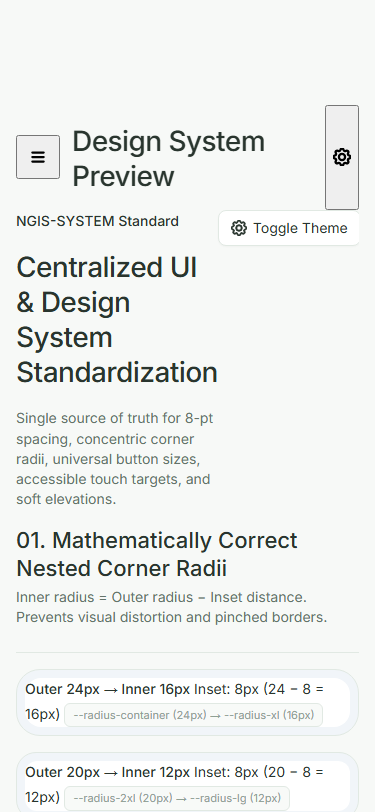 Design System
Preview
NGIS-SYSTEM Standard
Toggle Theme
Centralized UI
& Design
System
Standardization
Single source of truth for 8-pt
spacing, concentric corner
radii, universal button sizes,
accessible touch targets, and
soft elevations.
01. Mathematically Correct
Nested Corner Radii
Inner radius = Outer radius − Inset distance.
Prevents visual distortion and pinched borders.
Outer 24px → Inner 16px Inset: 8px (24 − 8 =
16px) --radius-container (24px) → --radius-xl (16px)
Outer 20px → Inner 12px Inset: 8px (20 − 8 =
12px) --radius-2xl (20px) → --radius-lg (12px)